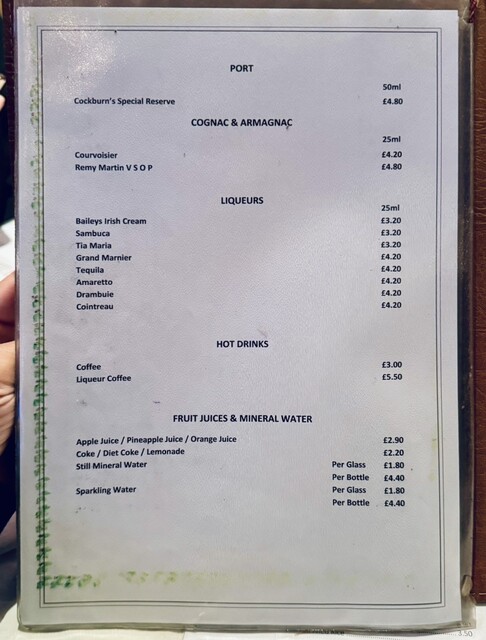 PORT
50ml
Cockburn's Special Reserve £4.80
COGNAC & ARMAGNAC
25ml
Courvoisier £4.20
Remy Martin V S O P £4.80
LIQUEURS
25ml
Baileys Irish Cream £3.20
Sambuca £3.20
Tia Maria £3.20
Grand Marnier £4.20
Tequila £4.20
Amaretto £4.20
Drambuie £4.20
Cointreau £4.20
HOT DRINKS
Coffee £3.00
Liqueur Coffee £5.50
FRUIT JUICES & MINERAL WATER
Apple Juice / Pineapple Juice / Orange Juice £2.90
Coke / Diet Coke / Lemonade £2.20
Still Mineral Water Per Glass £1.80
Per Bottle £4.40
Sparkling Water Per Glass £1.80
Per Bottle £4.40
3.50